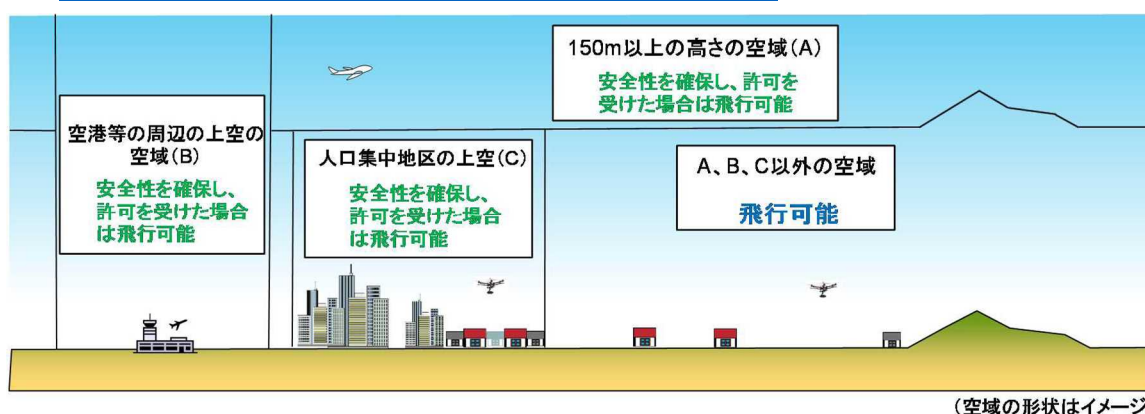 150m以上の高さの空域(A)
安全性を確保し、許可を
受けた場合は飛行可能
空港等の周辺の上空の
空域(B)
安全性を確保し、
許可を受けた場合
は飛行可能
人口集中地区の上空(C)
安全性を確保し、
許可を受けた場合
は飛行可能
A、B、C以外の空域
飛行可能
(空域の形状はイメージ